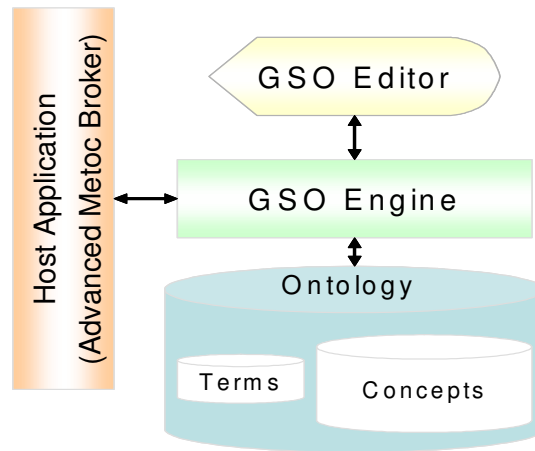 Host Application
(Advanced Metoc Broker)
GSO Editor
GSO Engine
Ontology
Terms
Concepts